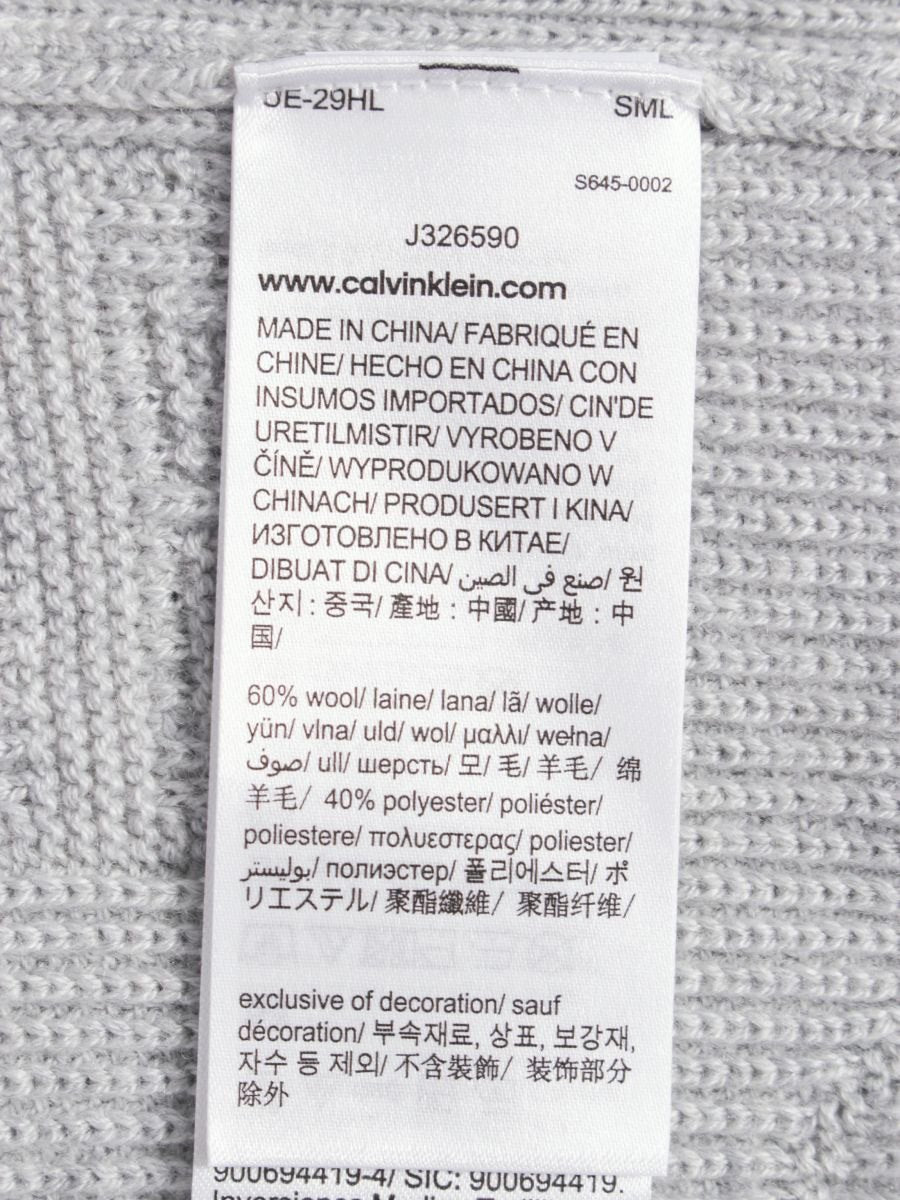 UE-29HL SML
S645-0002
J326590
www.calvinklein.com
MADE IN CHINA/ FABRIQUÉ EN
CHINE/ HECHO EN CHINA CON
INSUMOS IMPORTADOS/ CIN'DE
URETILMISTIR/ VYROBENO V
ČÍNĚ/ WYPRODUKOWANO W
CHINACH/ PRODUSERT I KINA/
ИЗГОТОВЛЕНО В КИТАЕ/
DIBUAT DI CINA/ صنع في الصين/ 원
산지 : 중국/ 產地 : 中國/ 产地 : 中
国/
60% wool/ laine/ lana/ lã/ wolle/
yün/ vlna/ uld/ wol/ μαλλι/ wełna/
صوف/ ull/ шерсть/ 모/ 毛/ 羊毛/ 绵
羊毛/ 40% polyester/ poliéster/
poliestere/ πολυεστερας/ poliester/
بوليستر/ полиэстер/ 폴리에스터/ ポ
リエステル/ 聚酯纖維/ 聚酯纤维/
exclusive of decoration/ sauf
décoration/ 부속재료, 상표, 보강재,
자수 등 제외/ 不含裝飾/ 装饰部分
除外
900694419-4/ SIC: 900694419.
Inversiones